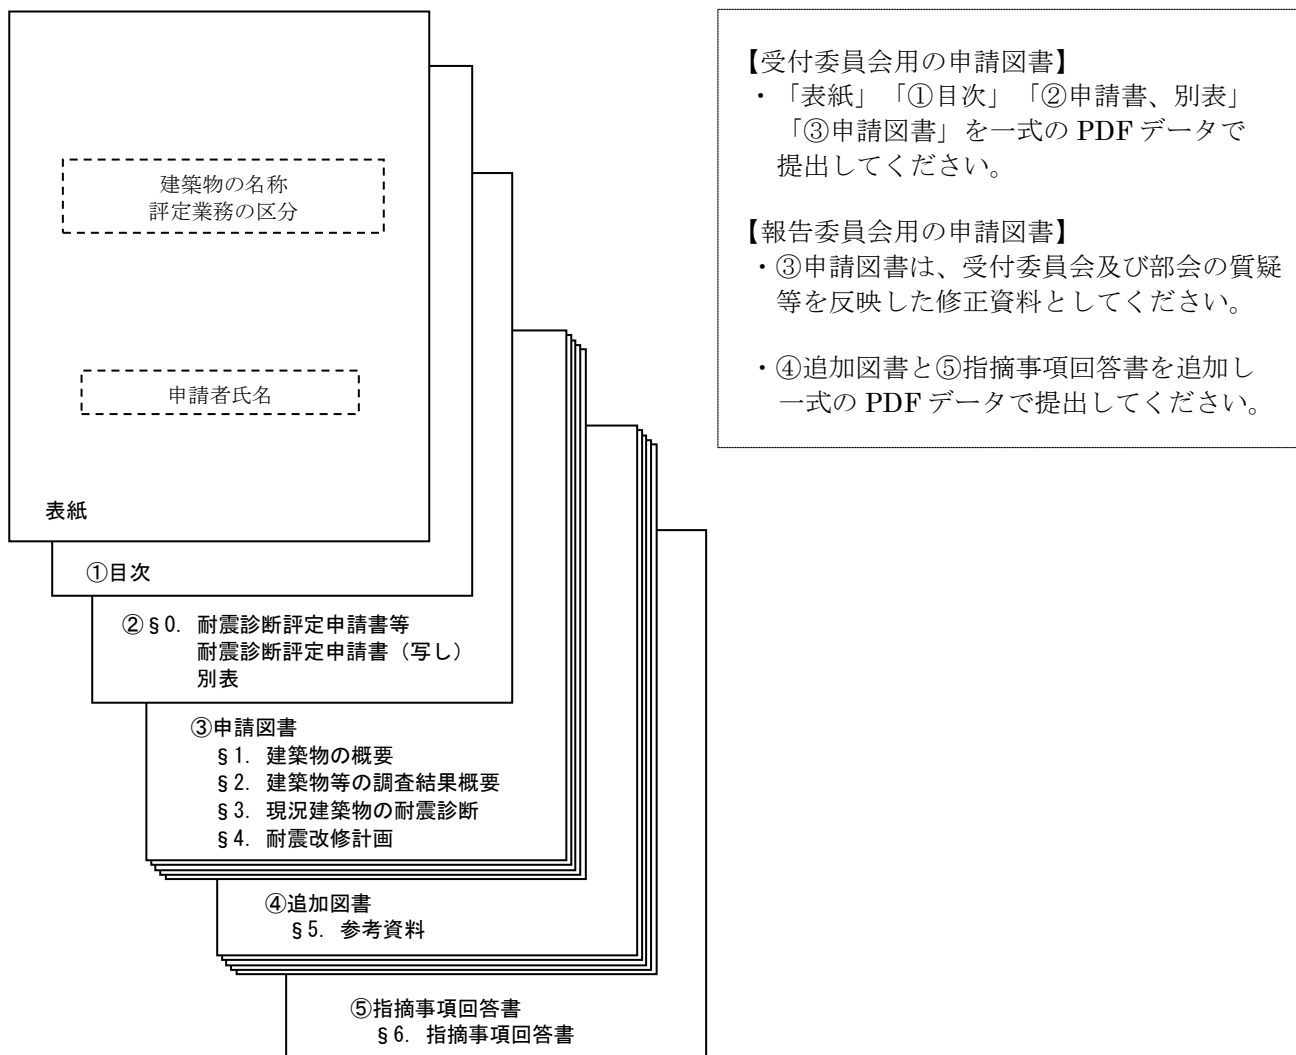 建築物の名称
評定業務の区分
申請者氏名
表紙
①目次
②§0. 耐震診断評定申請書等
耐震診断評定申請書（写し）
別表
③申請図書
§1. 建築物の概要
§2. 建築物等の調査結果概要
§3. 現況建築物の耐震診断
§4. 耐震改修計画
④追加図書
§5. 参考資料
⑤指摘事項回答書
§6. 指摘事項回答書
【受付委員会用の申請図書】
・「表紙」「①目次」「②申請書、別表」
「③申請図書」を一式の PDF データで
提出してください。
【報告委員会用の申請図書】
・③申請図書は、受付委員会及び部会の質疑
等を反映した修正資料としてください。
・④追加図書と⑤指摘事項回答書を追加し
一式の PDF データで提出してください。